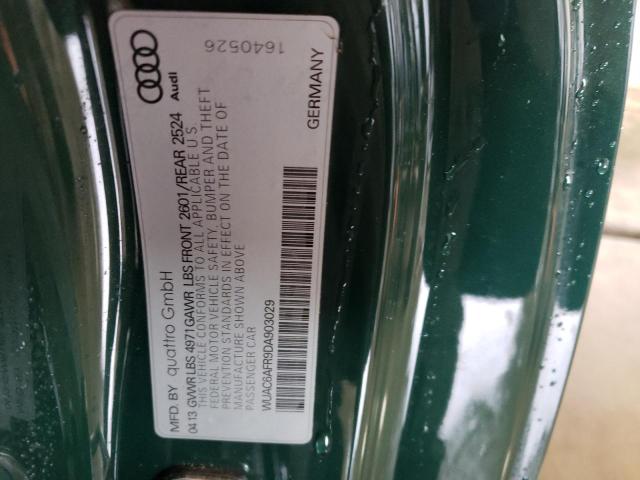 MFD. BY quattro GmbH
Audi
0413 GVWR LBS 4971 GAWR LBS FRONT 2601/REAR 2524
THIS VEHICLE CONFORMS TO ALL APPLICABLE U S
FEDERAL MOTOR VEHICLE SAFETY, BUMPER AND THEFT
PREVENTION STANDARDS IN EFFECT ON THE DATE OF
MANUFACTURE SHOWN ABOVE
PASSENGER CAR
WUAC6AFR9DA903029
GERMANY
1640526